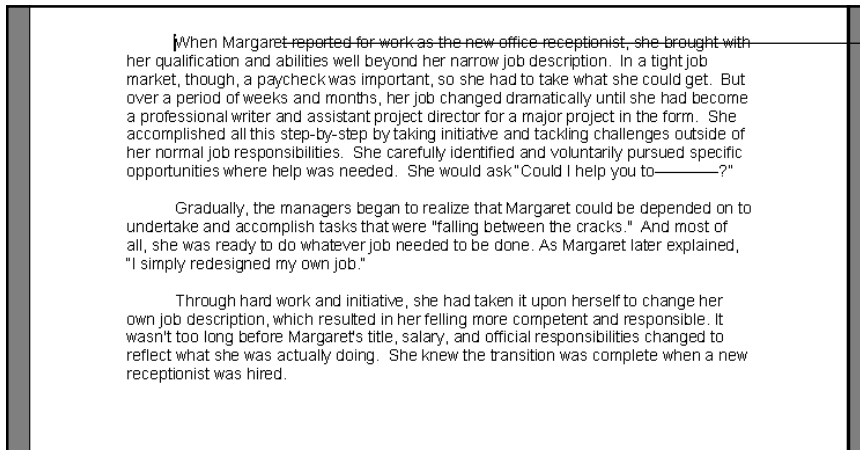 When Margaret reported for work as the new office receptionist, she brought with
her qualification and abilities well beyond her narrow job description. In a tight job
market, though, a paycheck was important, so she had to take what she could get. But
over a period of weeks and months, her job changed dramatically until she had become
a professional writer and assistant project director for a major project in the form. She
accomplished all this step-by-step by taking initiative and tackling challenges outside of
her normal job responsibilities. She carefully identified and voluntarily pursued specific
opportunities where help was needed. She would ask "Could I help you to———?"
Gradually, the managers began to realize that Margaret could be depended on to
undertake and accomplish tasks that were "falling between the cracks." And most of
all, she was ready to do whatever job needed to be done. As Margaret later explained,
"I simply redesigned my own job."
Through hard work and initiative, she had taken it upon herself to change her
own job description, which resulted in her felling more competent and responsible. It
wasn't too long before Margaret's title, salary, and official responsibilities changed to
reflect what she was actually doing. She knew the transition was complete when a new
receptionist was hired.